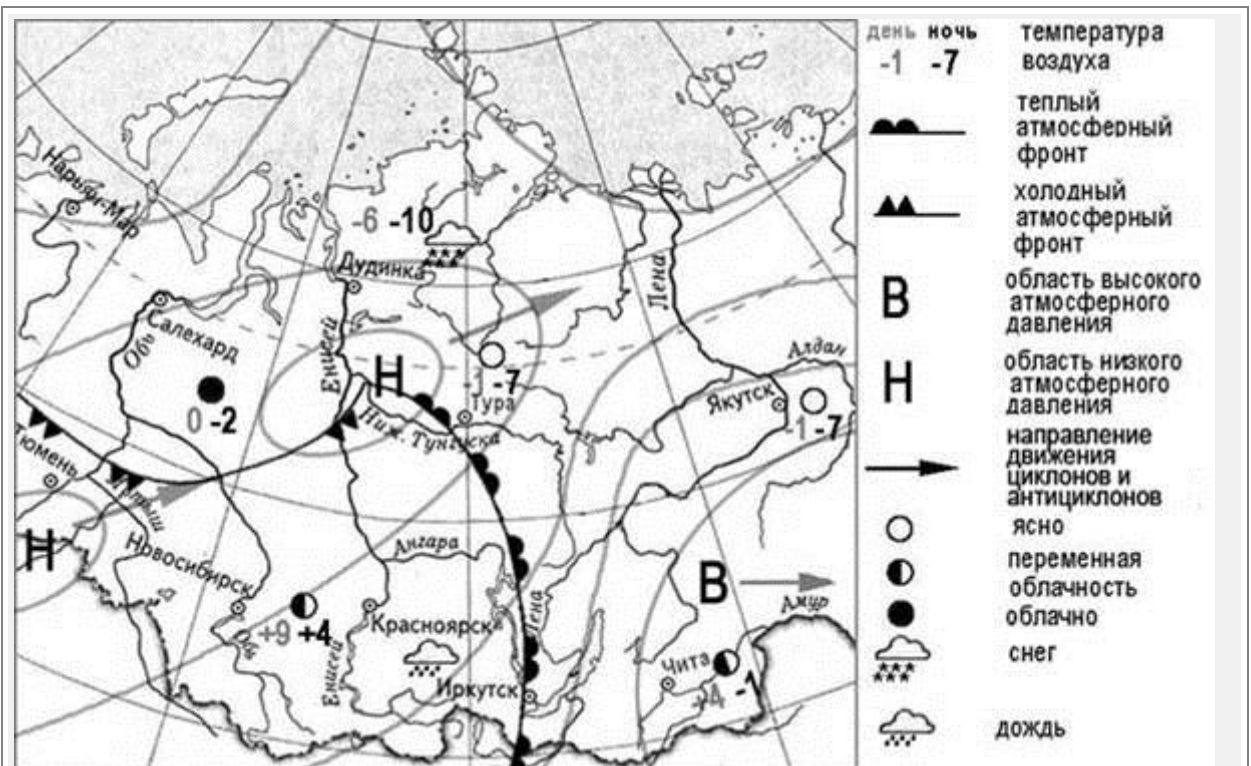 Нарьян-Мар
-6 -10
Дудинка
Салехард
Обь
Енисей
Лена
0 -2
Н
-7
Тура
Ниж. Тунгуска
Алдан
Якутск
-1 -7
Тюмень
Иртыш
Н
Новосибирск
Обь
+9 +4
Ангара
Красноярск
Енисей
Иркутск
Лена
В
Амур
Чита
+4 -1
день ночь
-1 -7
температура
воздуха
теплый
атмосферный
фронт
холодный
атмосферный
фронт
В
область высокого
атмосферного
давления
Н
область низкого
атмосферного
давления
направление
движения
циклонов и
антициклонов
ясно
переменная
облачность
облачно
снег
дождь